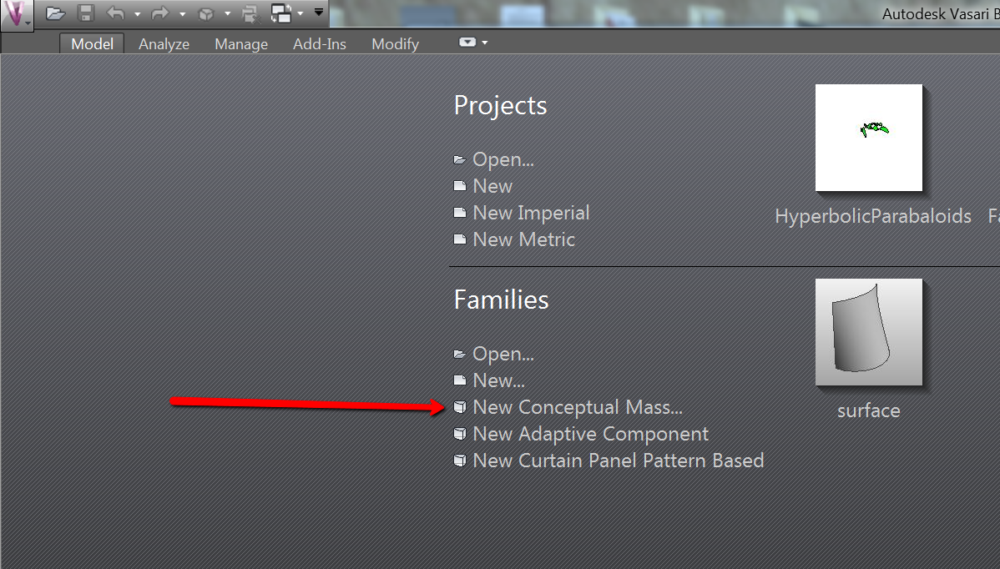 Autodesk Vasari B
Model Analyze Manage Add-Ins Modify
Projects
Open...
New
New Imperial
New Metric
HyperbolicParabaloids Fa
Families
Open...
New...
New Conceptual Mass...
New Adaptive Component
New Curtain Panel Pattern Based
surface